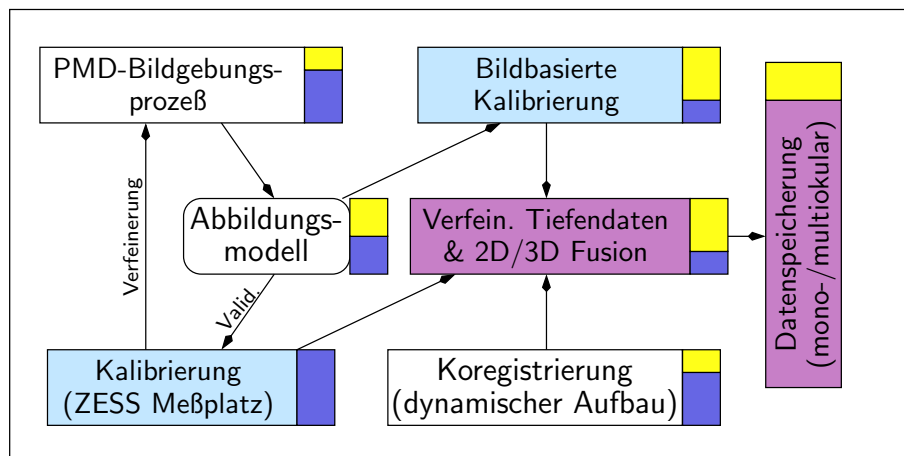 PMD-Bildgebungs-
prozeß
Bildbasierte
Kalibrierung
Verfeinerung
Abbildungs-
modell
Verfein. Tiefendaten
& 2D/3D Fusion
Datenspeicherung
(mono-/multiokular)
Valid.
Kalibrierung
(ZESS Meßplatz)
Koregistrierung
(dynamischer Aufbau)